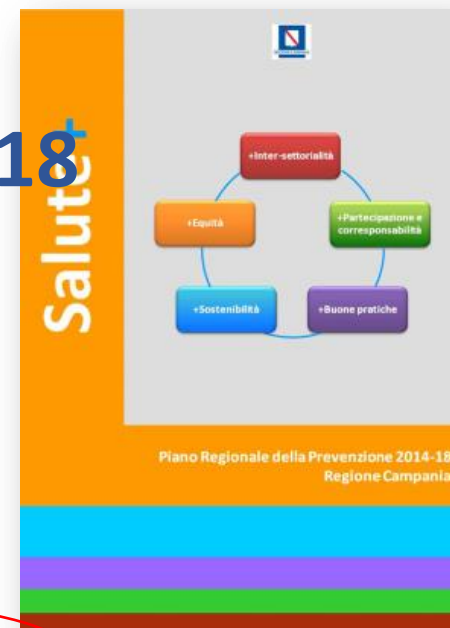 18
Salute+
+Inter-settorialità
+Equità
+Partecipazione e
corresponsabilità
+Sostenibilità
+Buone pratiche
Piano Regionale della Prevenzione 2014-18
Regione Campania